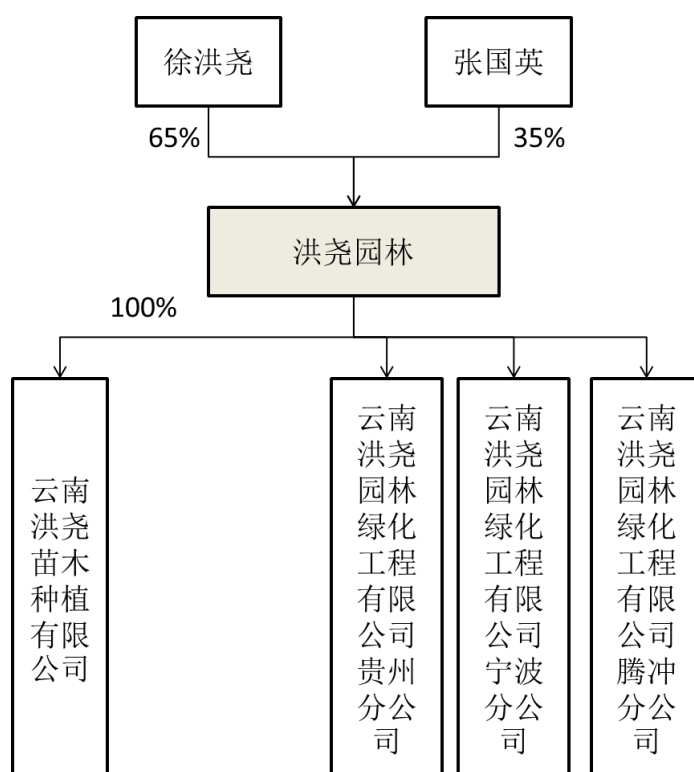 徐洪尧
张国英
65%
35%
洪尧园林
100%
云南
洪尧
苗木
种植
有限
公司
云南
洪尧
园林
绿化
工程
有限
公司
贵州
分公
司
云南
洪尧
园林
绿化
工程
有限
公司
宁波
分公
司
云南
洪尧
园林
绿化
工程
有限
公司
腾冲
分公
司